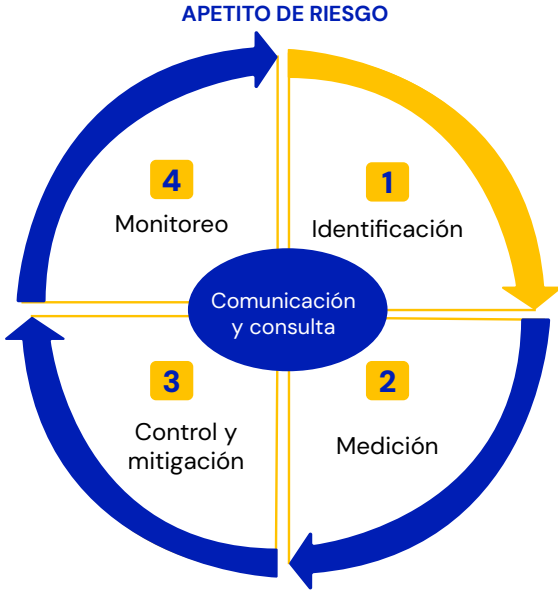 APETITO DE RIESGO
4
Monitoreo
1
Identificación
Comunicación
y consulta
3
Control y
mitigación
2
Medición